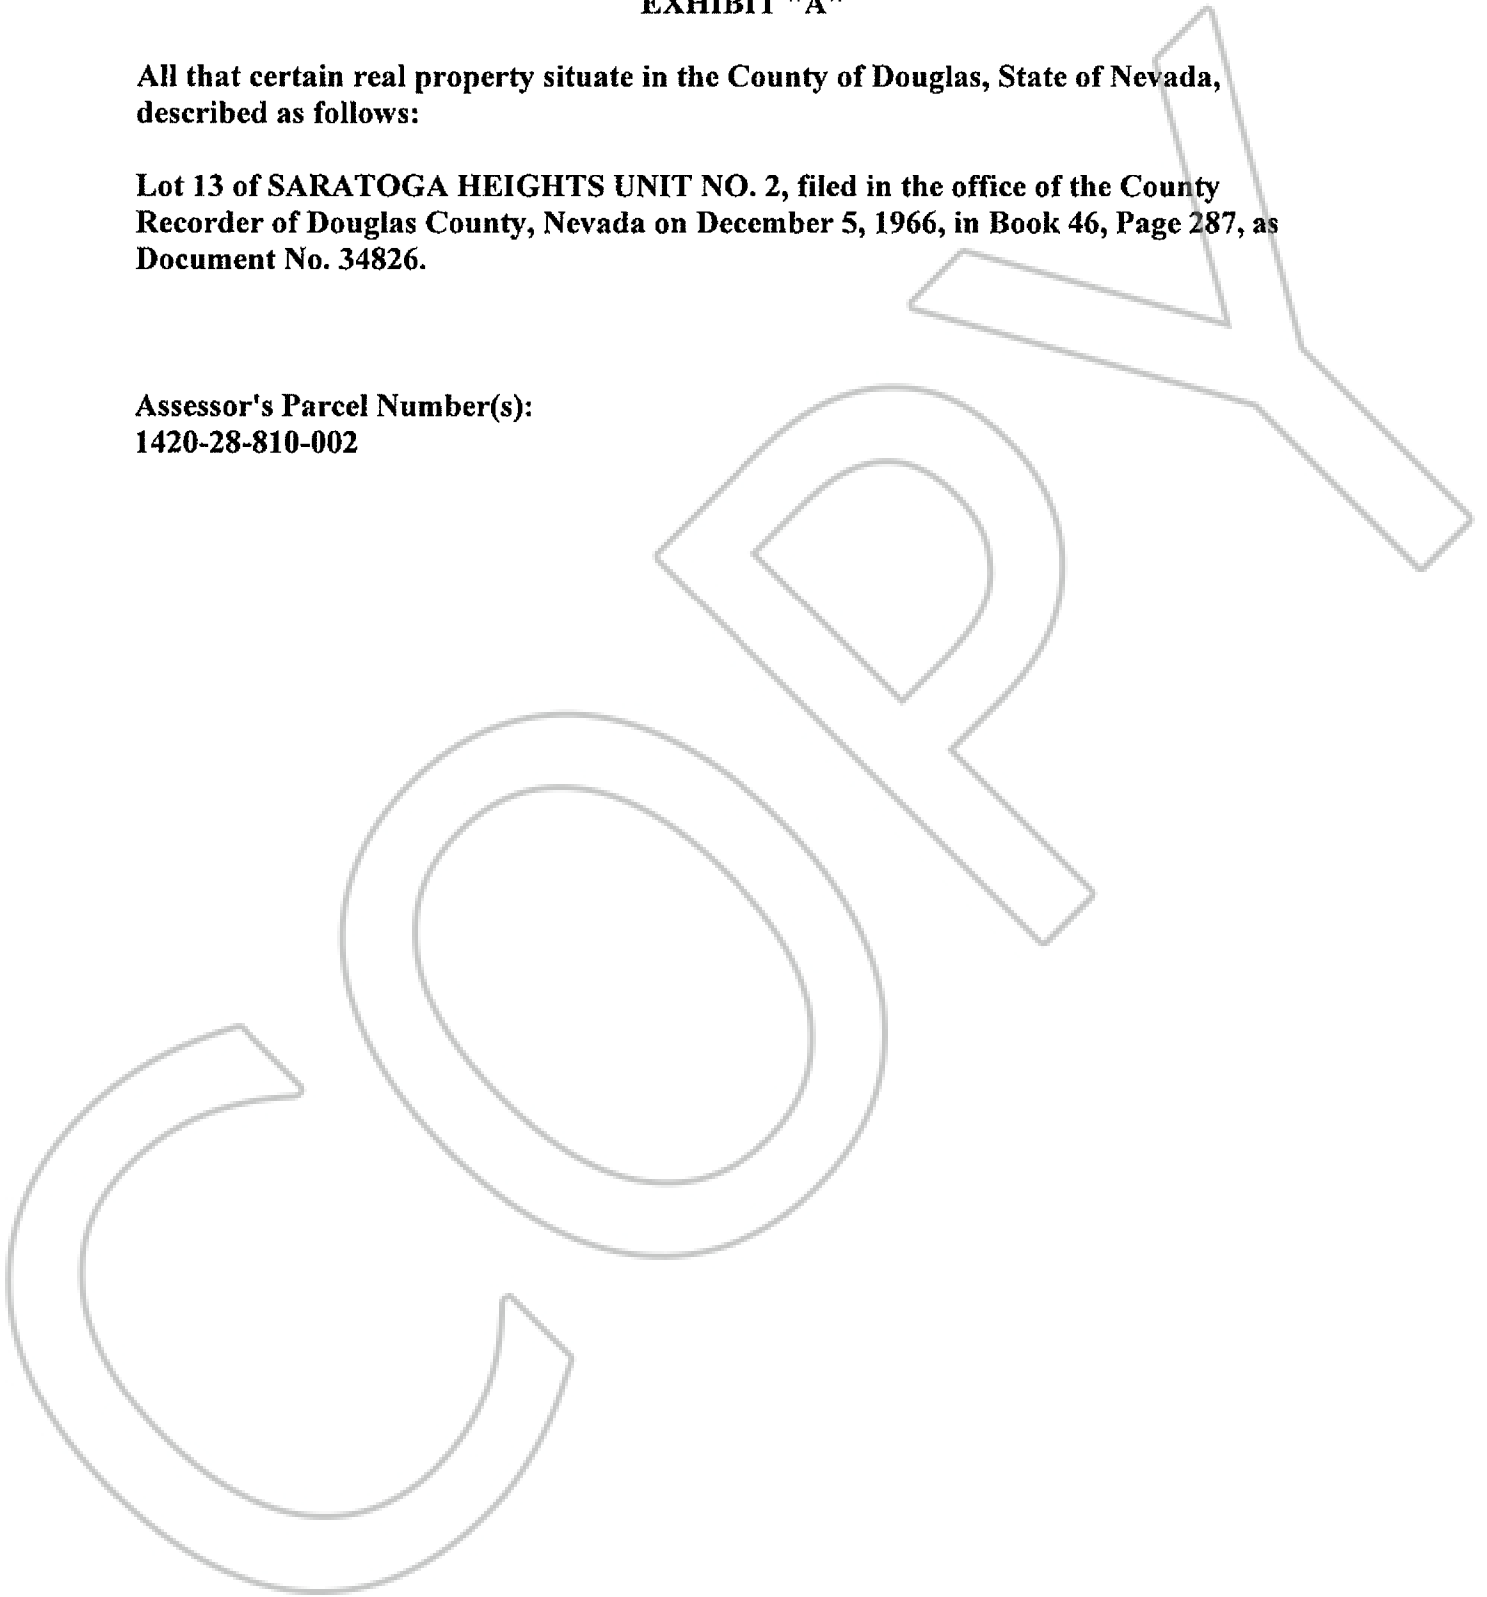 EXHIBIT "A"
All that certain real property situate in the County of Douglas, State of Nevada,
described as follows:
Lot 13 of SARATOGA HEIGHTS UNIT NO. 2, filed in the office of the County
Recorder of Douglas County, Nevada on December 5, 1966, in Book 46, Page 287, as
Document No. 34826.
Assessor's Parcel Number(s):
1420-28-810-002
COPY